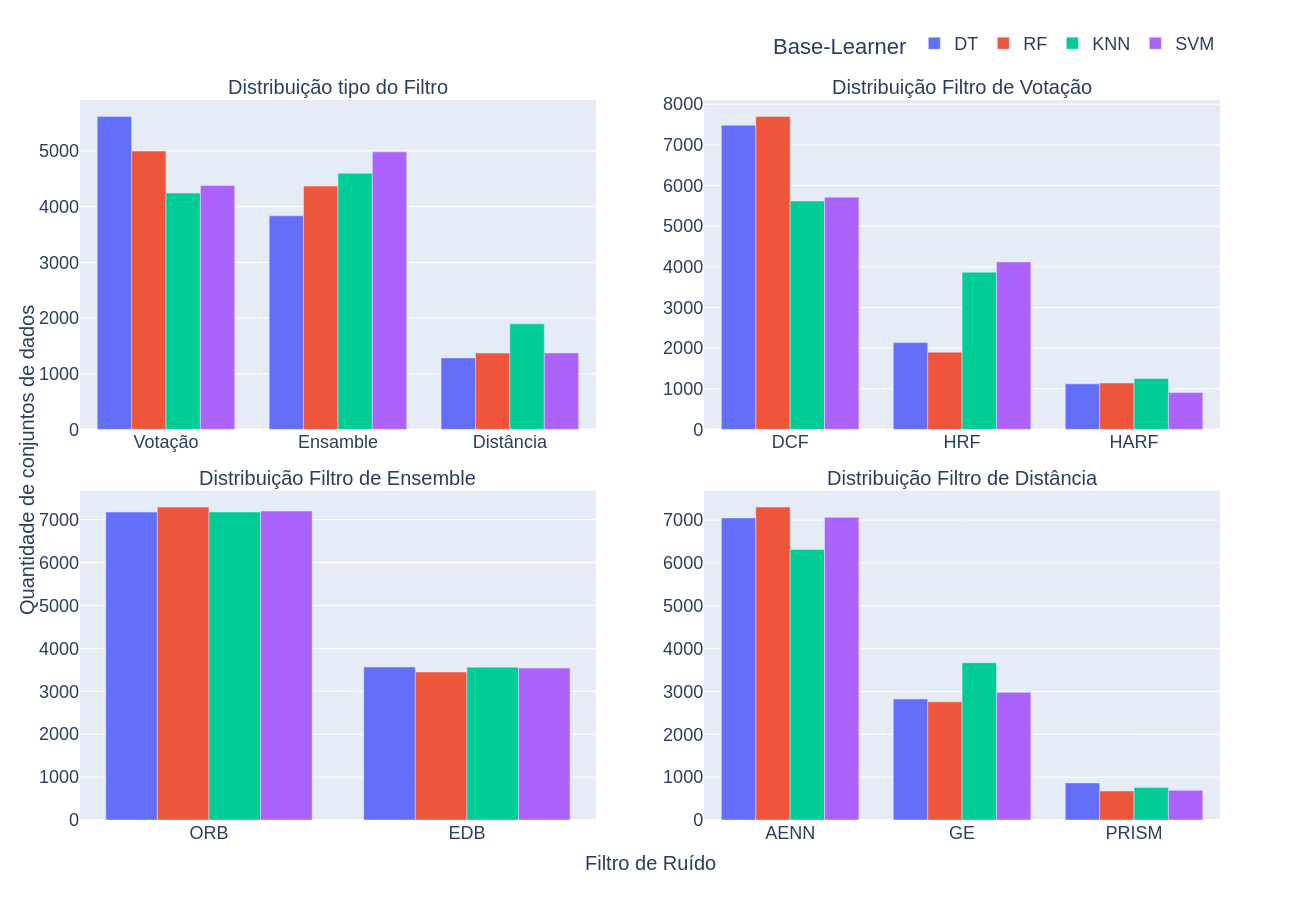 Base-Learner DT RF KNN SVM
Distribuição tipo do Filtro
Distribuição Filtro de Votação
5000
4000
3000
2000
1000
0
Votação Ensamble Distância
8000
7000
6000
5000
4000
3000
2000
1000
0
DCF HRF HARF
Quantidade de conjuntos de dados
Distribuição Filtro de Ensemble
Distribuição Filtro de Distância
7000
6000
5000
4000
3000
2000
1000
0
ORB EDB
7000
6000
5000
4000
3000
2000
1000
0
AENN GE PRISM
Filtro de Ruído